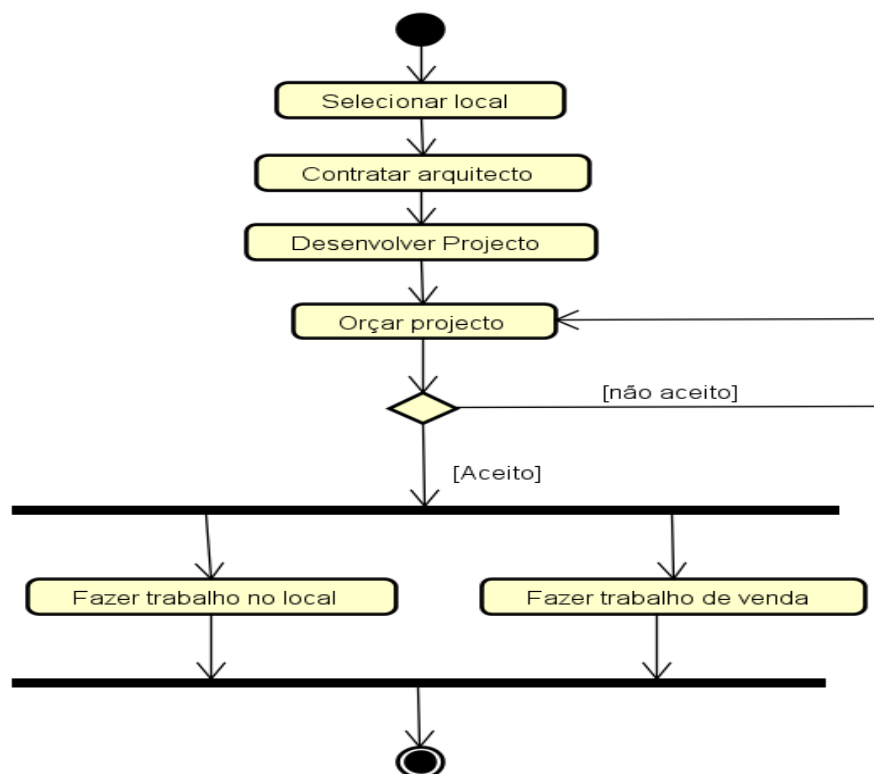 Selecionar local
Contratar arquitecto
Desenvolver Projecto
Orçar projecto
[não aceito]
[Aceito]
Fazer trabalho no local
Fazer trabalho de venda